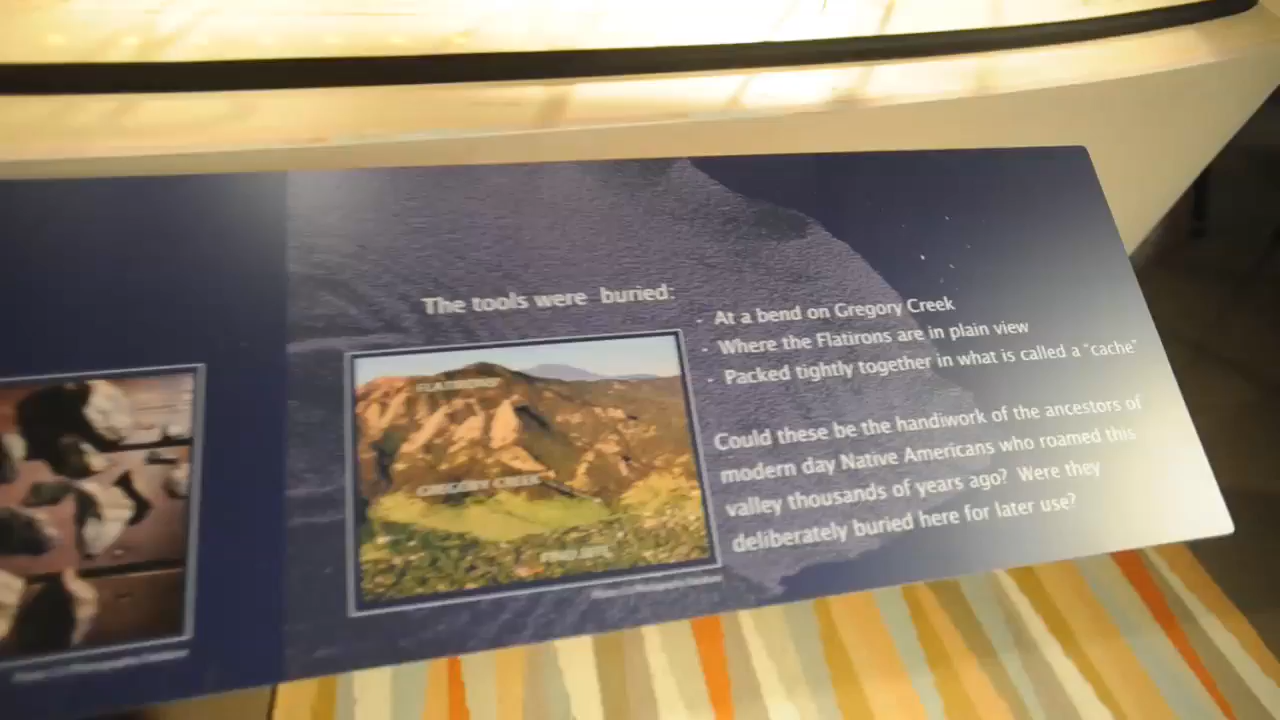 The tools were buried:
- At a bend on Gregory Creek
- Where the Flatirons are in plain view
- Packed tightly together in what is called a "cache"
Could these be the handiwork of the ancestors of
modern day Native Americans who roamed this
valley thousands of years ago? Were they
deliberately buried here for later use?
FLATIRONS
GREGORY CREEK
FIND SITE